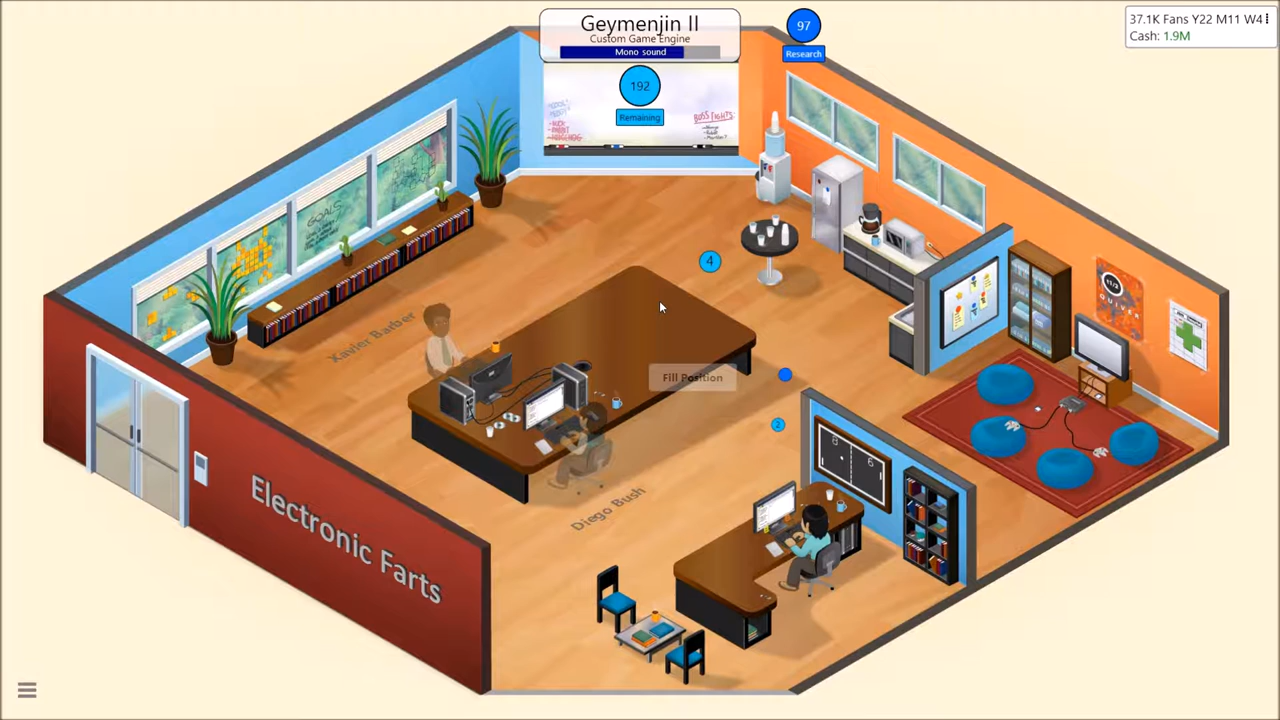 Geymenjin II
Custom Game Engine
Mono sound
192
Remaining
97
Research
37.1K Fans Y22 M11 W4
Cash: 1.9M
BOSS FIGHTS:
GOALS
4
Xavier Barber
Fill Position
2
Diego Bush
Electronic Farts